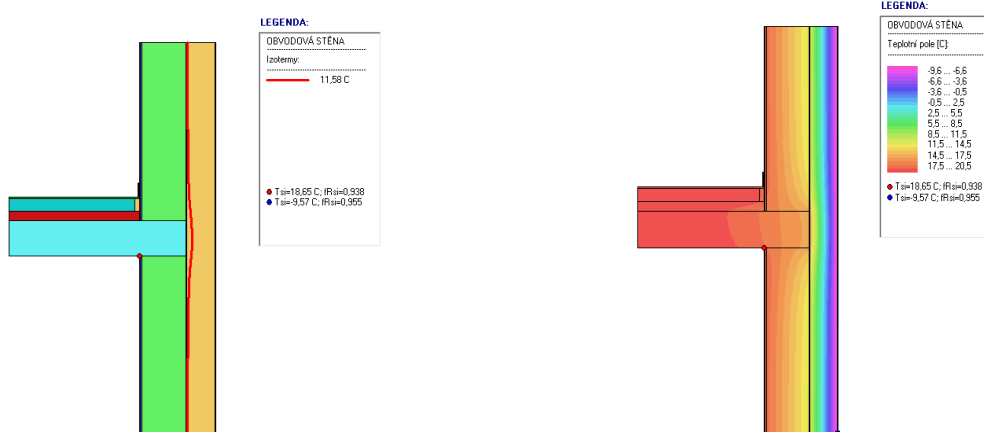 LEGENDA:
OBVODOVÁ STĚNA
Izotermy:
11,58 C
Tsi=18,65 C; fRsi=0,938
Tsi=-9,57 C; fRsi=0,955
LEGENDA:
OBVODOVÁ STĚNA
Teplotní pole [C]:
-9,6 ... -6,6
-6,6 ... -3,6
-3,6 ... -0,5
-0,5 ... 2,5
2,5 ... 5,5
5,5 ... 8,5
8,5 ... 11,5
11,5 ... 14,5
14,5 ... 17,5
17,5 ... 20,5
Tsi=18,65 C; fRsi=0,938
Tsi=-9,57 C; fRsi=0,955